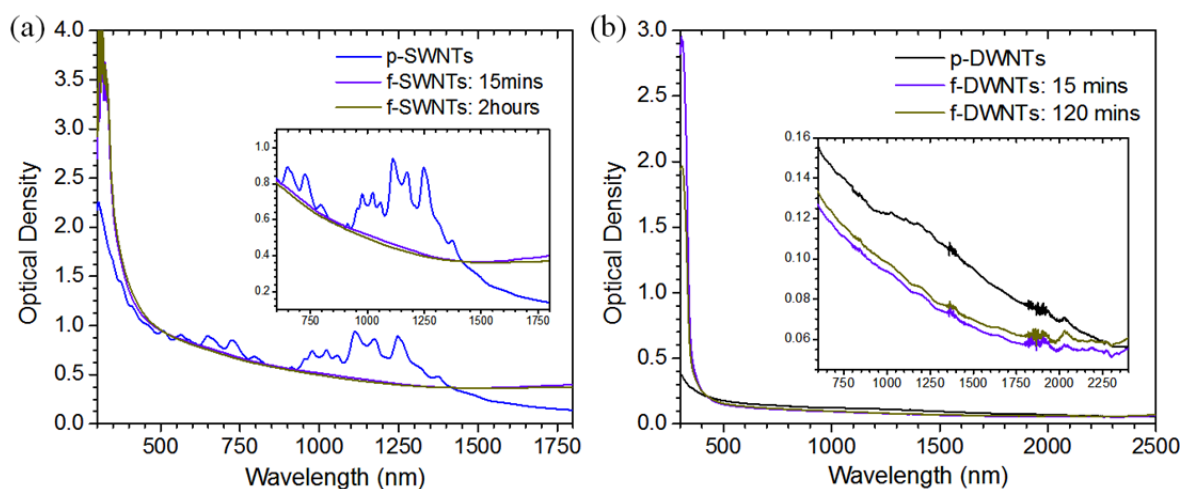 (a)
4.0
3.5
3.0
2.5
2.0
1.5
1.0
0.5
0.0
Optical Density
500 750 1000 1250 1500 1750
Wavelength (nm)
p-SWNTs
f-SWNTs: 15mins
f-SWNTs: 2hours
1.0
0.8
0.6
0.4
0.2
750 1000 1250 1500 1750
(b)
3.0
2.5
2.0
1.5
1.0
0.5
0.0
Optical Density
500 1000 1500 2000 2500
Wavelength (nm)
p-DWNTs
f-DWNTs: 15 mins
f-DWNTs: 120 mins
0.16
0.14
0.12
0.10
0.08
0.06
750 1000 1250 1500 1750 2000 2250